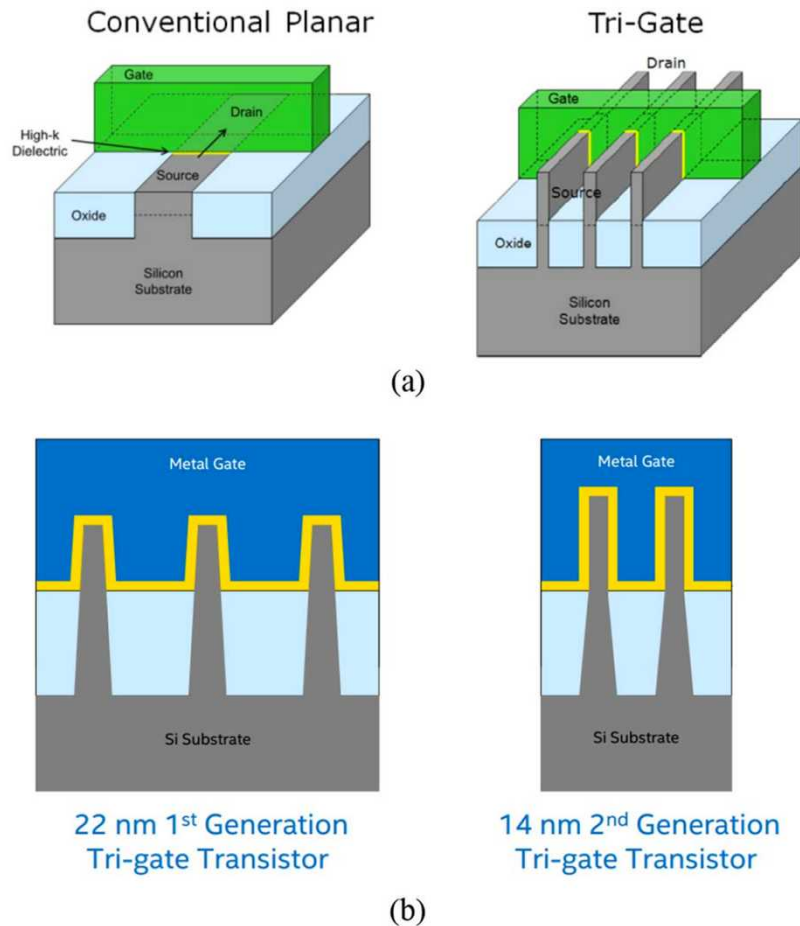 Conventional Planar
Tri-Gate
Gate
Drain
High-k
Dielectric
Source
Oxide
Silicon
Substrate
Drain
Gate
Source
Oxide
Silicon
Substrate
(a)
Metal Gate
Si Substrate
22 nm 1st Generation
Tri-gate Transistor
Metal Gate
Si Substrate
14 nm 2nd Generation
Tri-gate Transistor
(b)